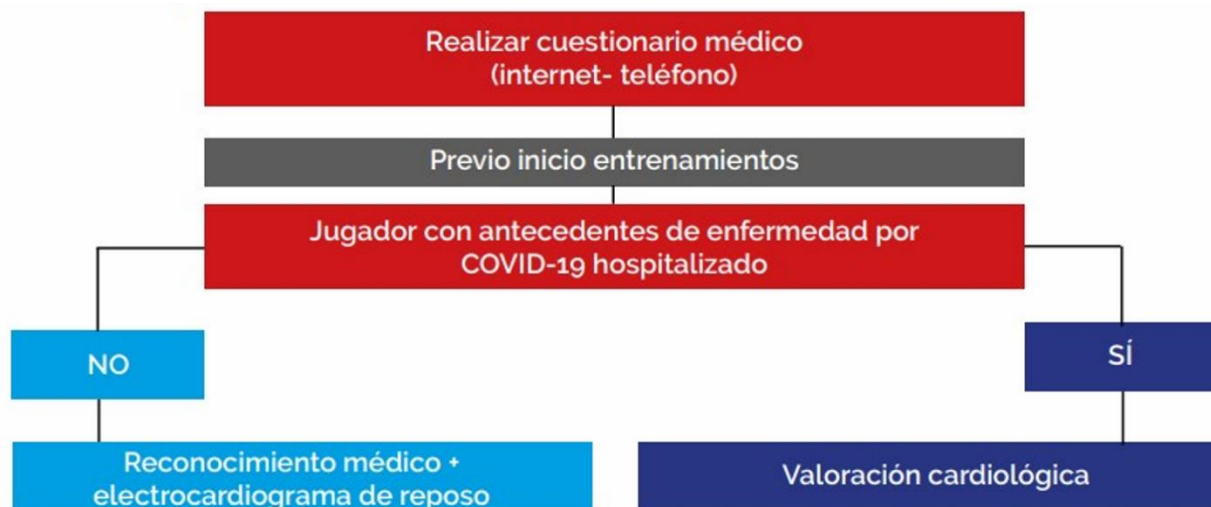 Realizar cuestionario médico
(internet- teléfono)
Previo inicio entrenamientos
Jugador con antecedentes de enfermedad por
COVID-19 hospitalizado
NO
SÍ
Reconocimiento médico +
electrocardiograma de reposo
Valoración cardiológica